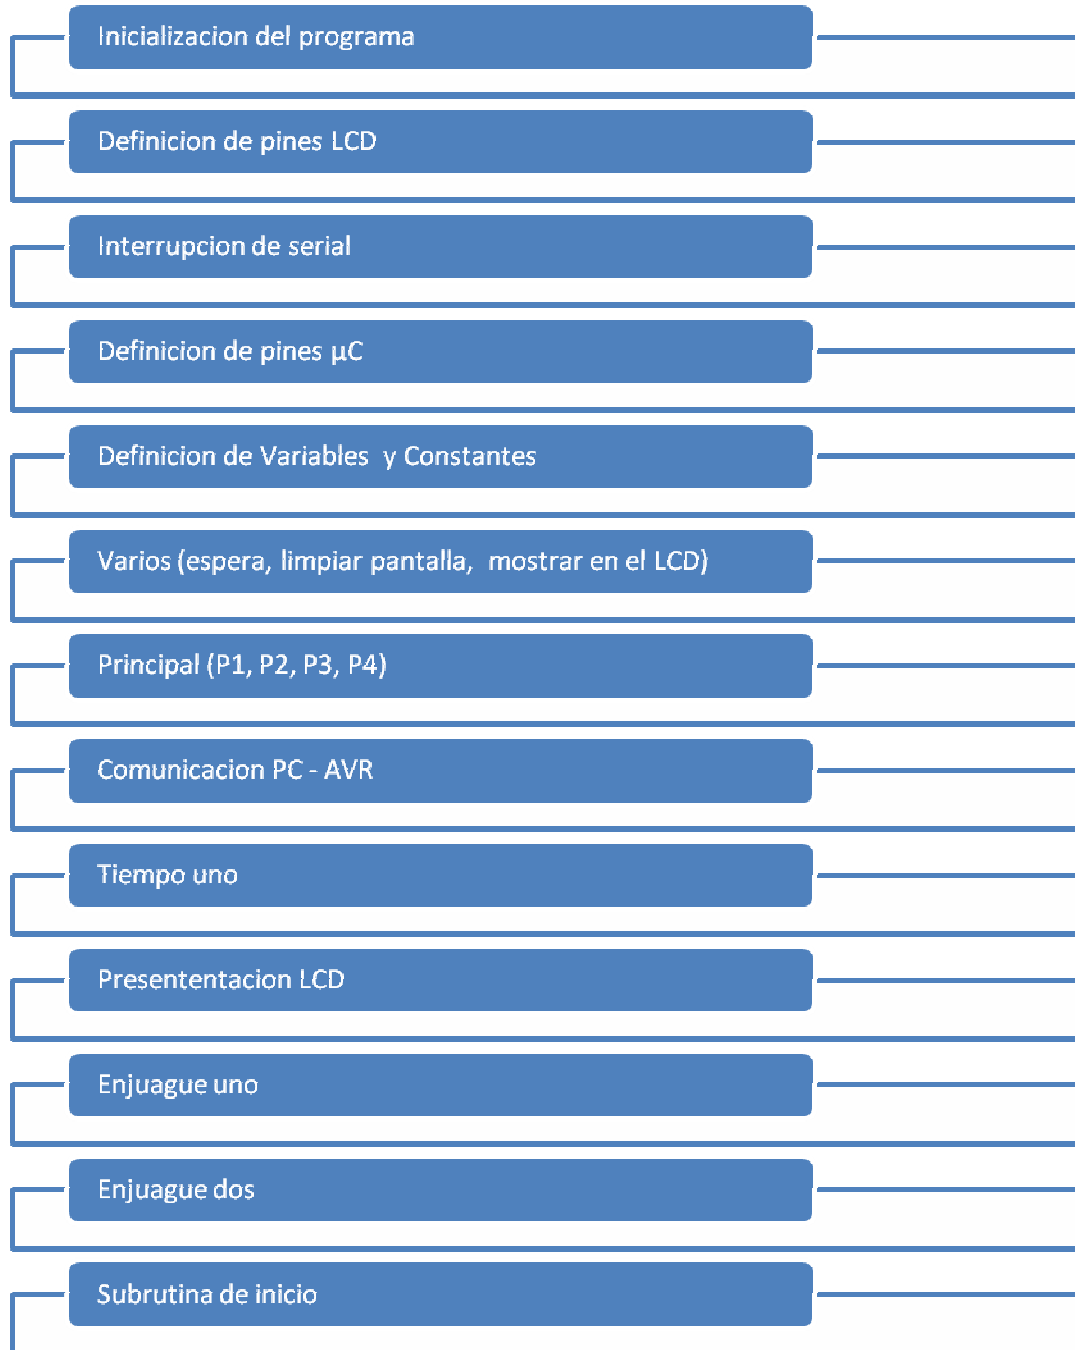 Inicializacion del programa
Definicion de pines LCD
Interrupcion de serial
Definicion de pines µC
Definicion de Variables  y Constantes
Varios (espera, limpiar pantalla,  mostrar en el LCD)
Principal (P1, P2, P3, P4)
Comunicacion PC - AVR
Tiempo uno
Presententacion LCD
Enjuague uno
Enjuague dos
Subrutina de inicio